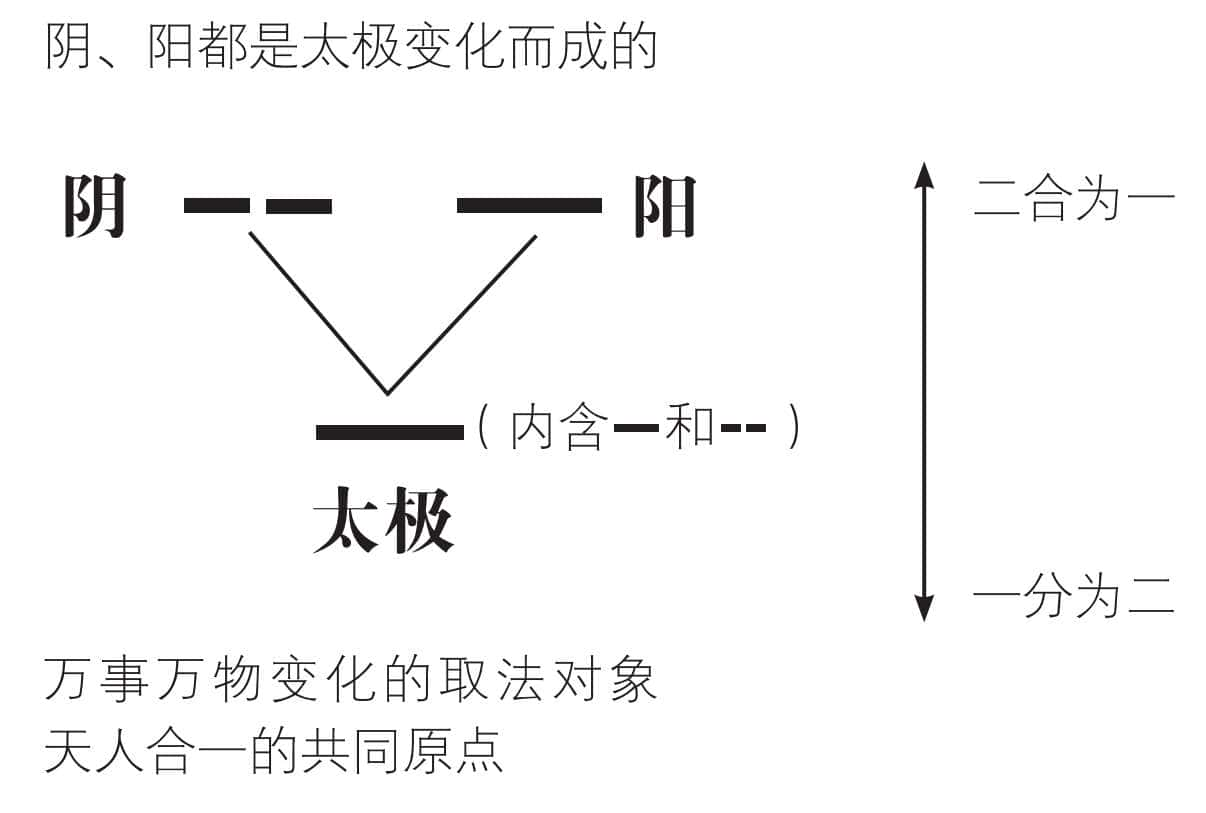 阴、阳都是太极变化而成的
阴 阳
二合为一
（内含—和--）
太极
一分为二
万事万物变化的取法对象
天人合一的共同原点